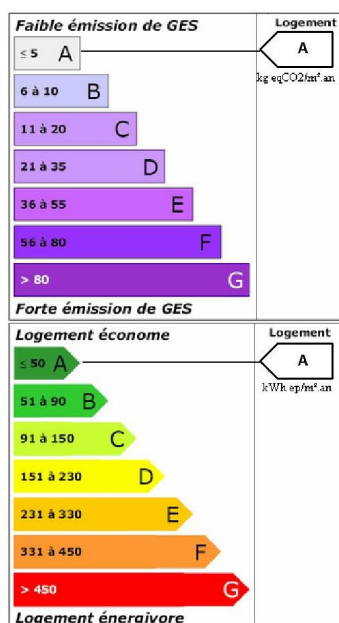 Faible émission de GES
Logement
≤ 5 A
A
kg eqCO2/m².an
6 à 10 B
11 à 20 C
21 à 35 D
36 à 55 E
56 à 80 F
> 80 G
Forte émission de GES
Logement économe
Logement
≤ 50 A
A
kWh ep/m².an
51 à 90 B
91 à 150 C
151 à 230 D
231 à 330 E
331 à 450 F
> 450 G
Logement énergivore